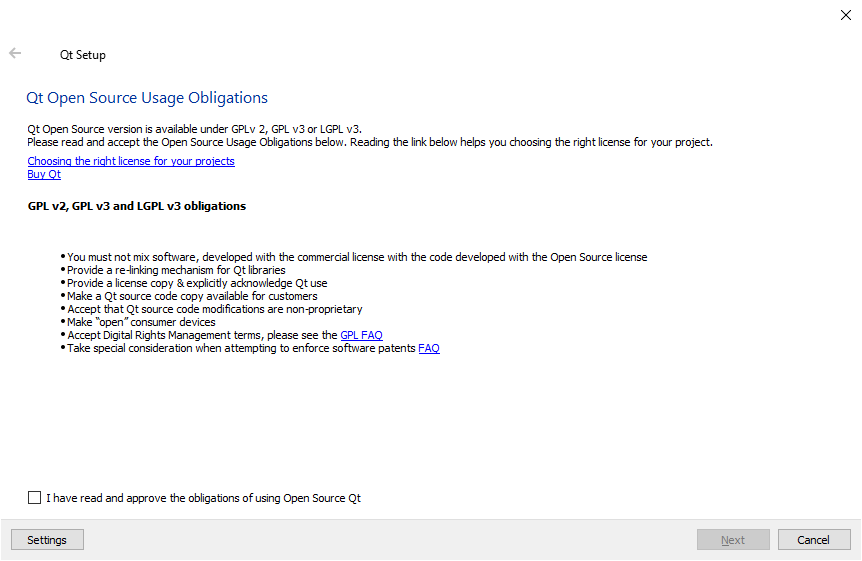 Qt Setup
Qt Open Source Usage Obligations
Qt Open Source version is available under GPLv 2, GPL v3 or LGPL v3.
Please read and accept the Open Source Usage Obligations below. Reading the link below helps you choosing the right license for your project.
Choosing the right license for your projects
Buy Qt
GPL v2, GPL v3 and LGPL v3 obligations
•You must not mix software, developed with the commercial license with the code developed with the Open Source license
•Provide a re-linking mechanism for Qt libraries
•Provide a license copy & explicitly acknowledge Qt use
•Make a Qt source code copy available for customers
•Accept that Qt source code modifications are non-proprietary
•Make “open” consumer devices
•Accept Digital Rights Management terms, please see the GPL FAQ
•Take special consideration when attempting to enforce software patents FAQ
I have read and approve the obligations of using Open Source Qt
Settings Next Cancel